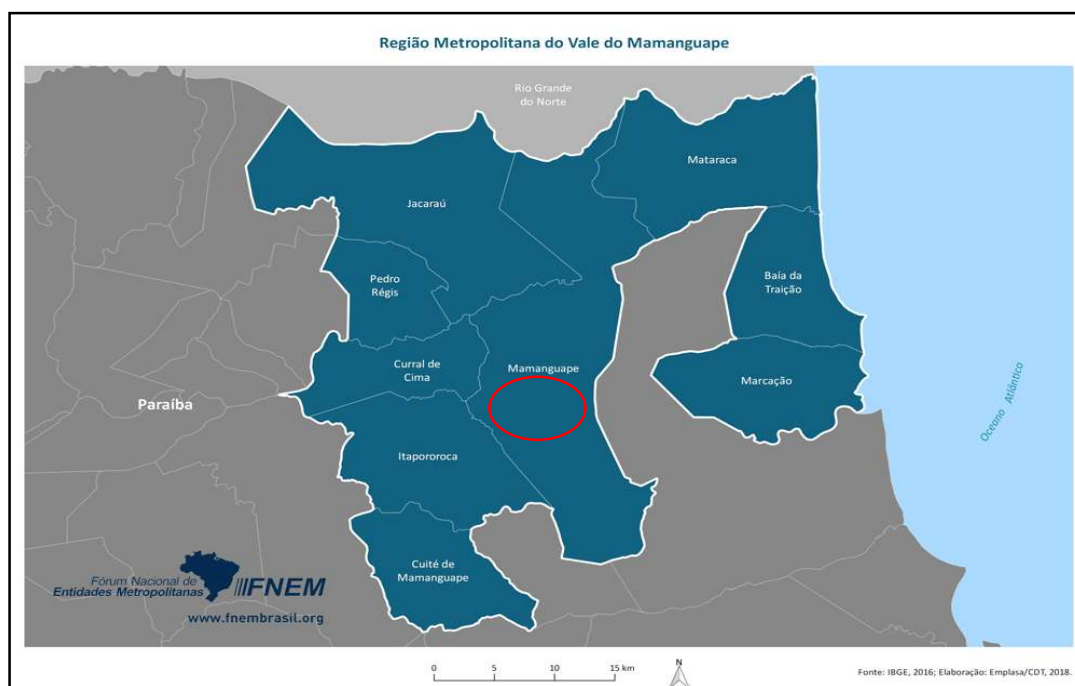 Região Metropolitana do Vale do Mamanguape
Rio Grande
do Norte
Mataraca
Jacaraú
Pedro
Régis
Baía da
Traição
Curral de
Cima
Mamanguape
Marcação
Paraíba
Oceano Atlântico
Itapororoca
Cuité de
Mamanguape
Fórum Nacional de
Entidades Metropolitanas
FNEM
www.fnembrasil.org
0 5 10 15 km
N
Fonte: IBGE, 2016; Elaboração: Emplasa/CDT, 2018.